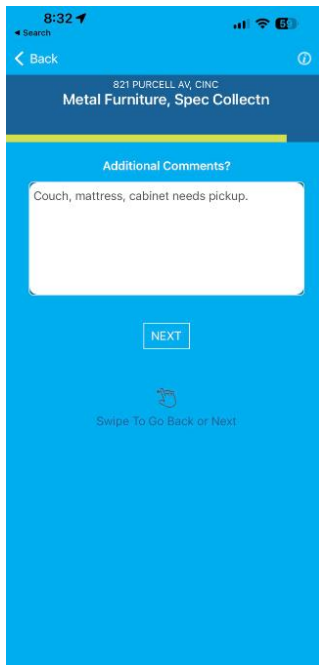 8:32
Search
Back
821 PURCELL AV, CINC
Metal Furniture, Spec Collectn
Additional Comments?
Couch, mattress, cabinet needs pickup.
NEXT
Swipe To Go Back or Next